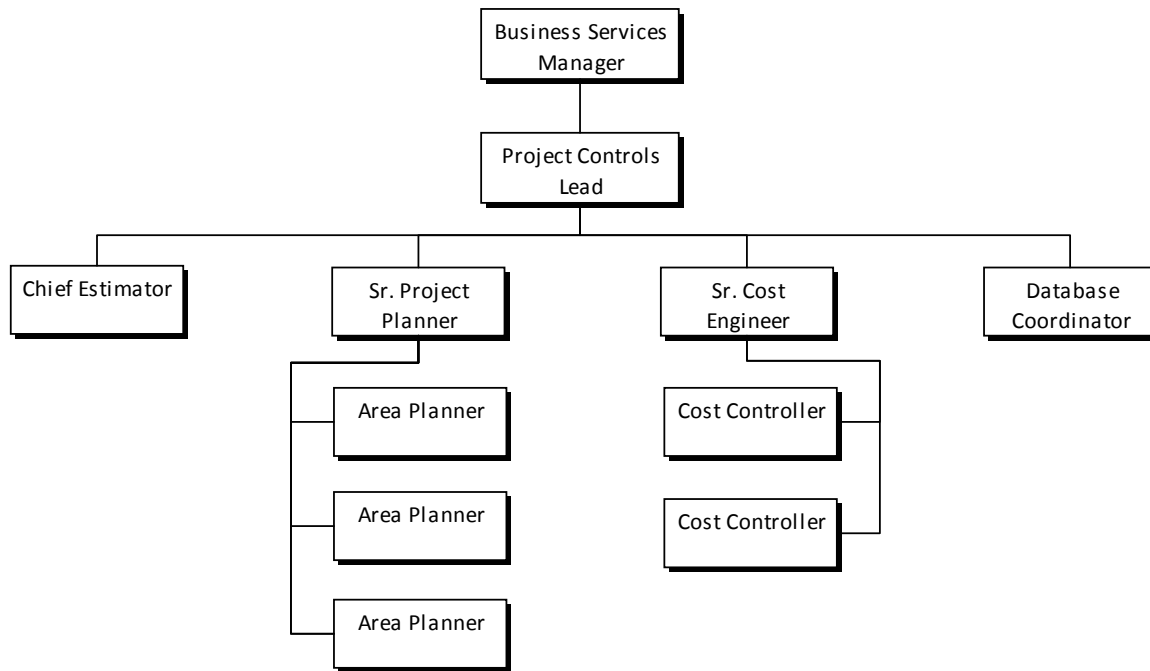 Business Services
Manager
Project Controls
Lead
Chief Estimator
Sr. Project
Planner
Sr. Cost
Engineer
Database
Coordinator
Area Planner
Cost Controller
Area Planner
Cost Controller
Area Planner